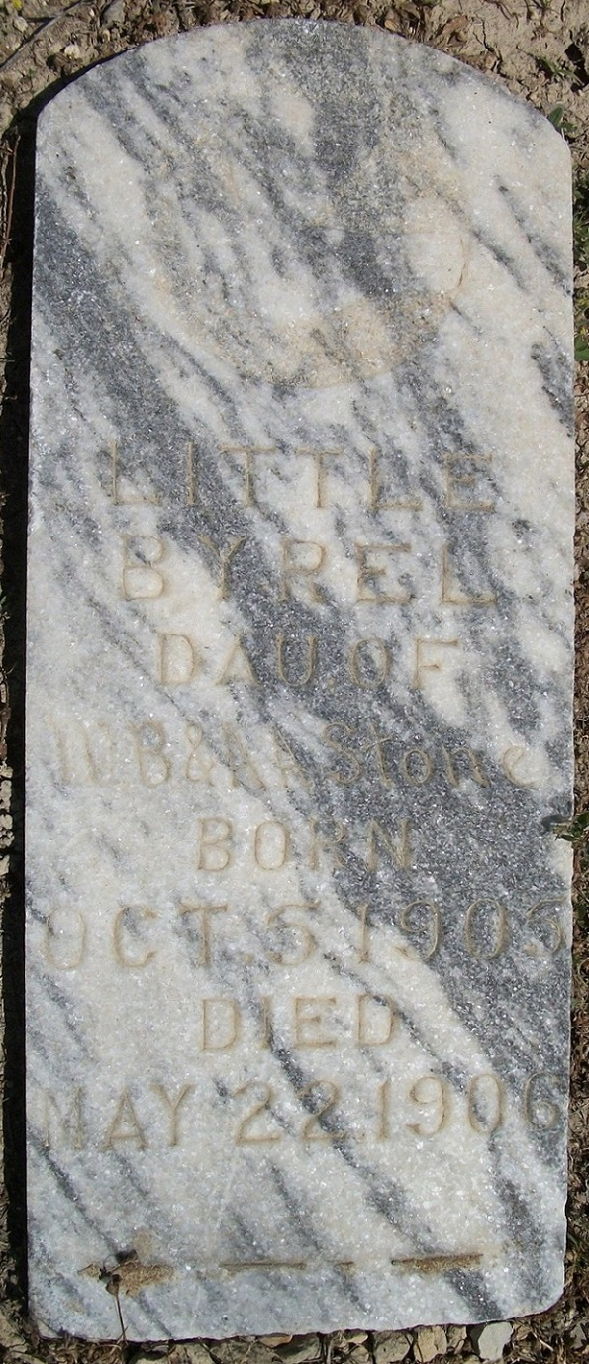 LITTLE
BYREL
DAU. OF
Stone
BORN
OCT. 5 1905
DIED
MAY 22 1906